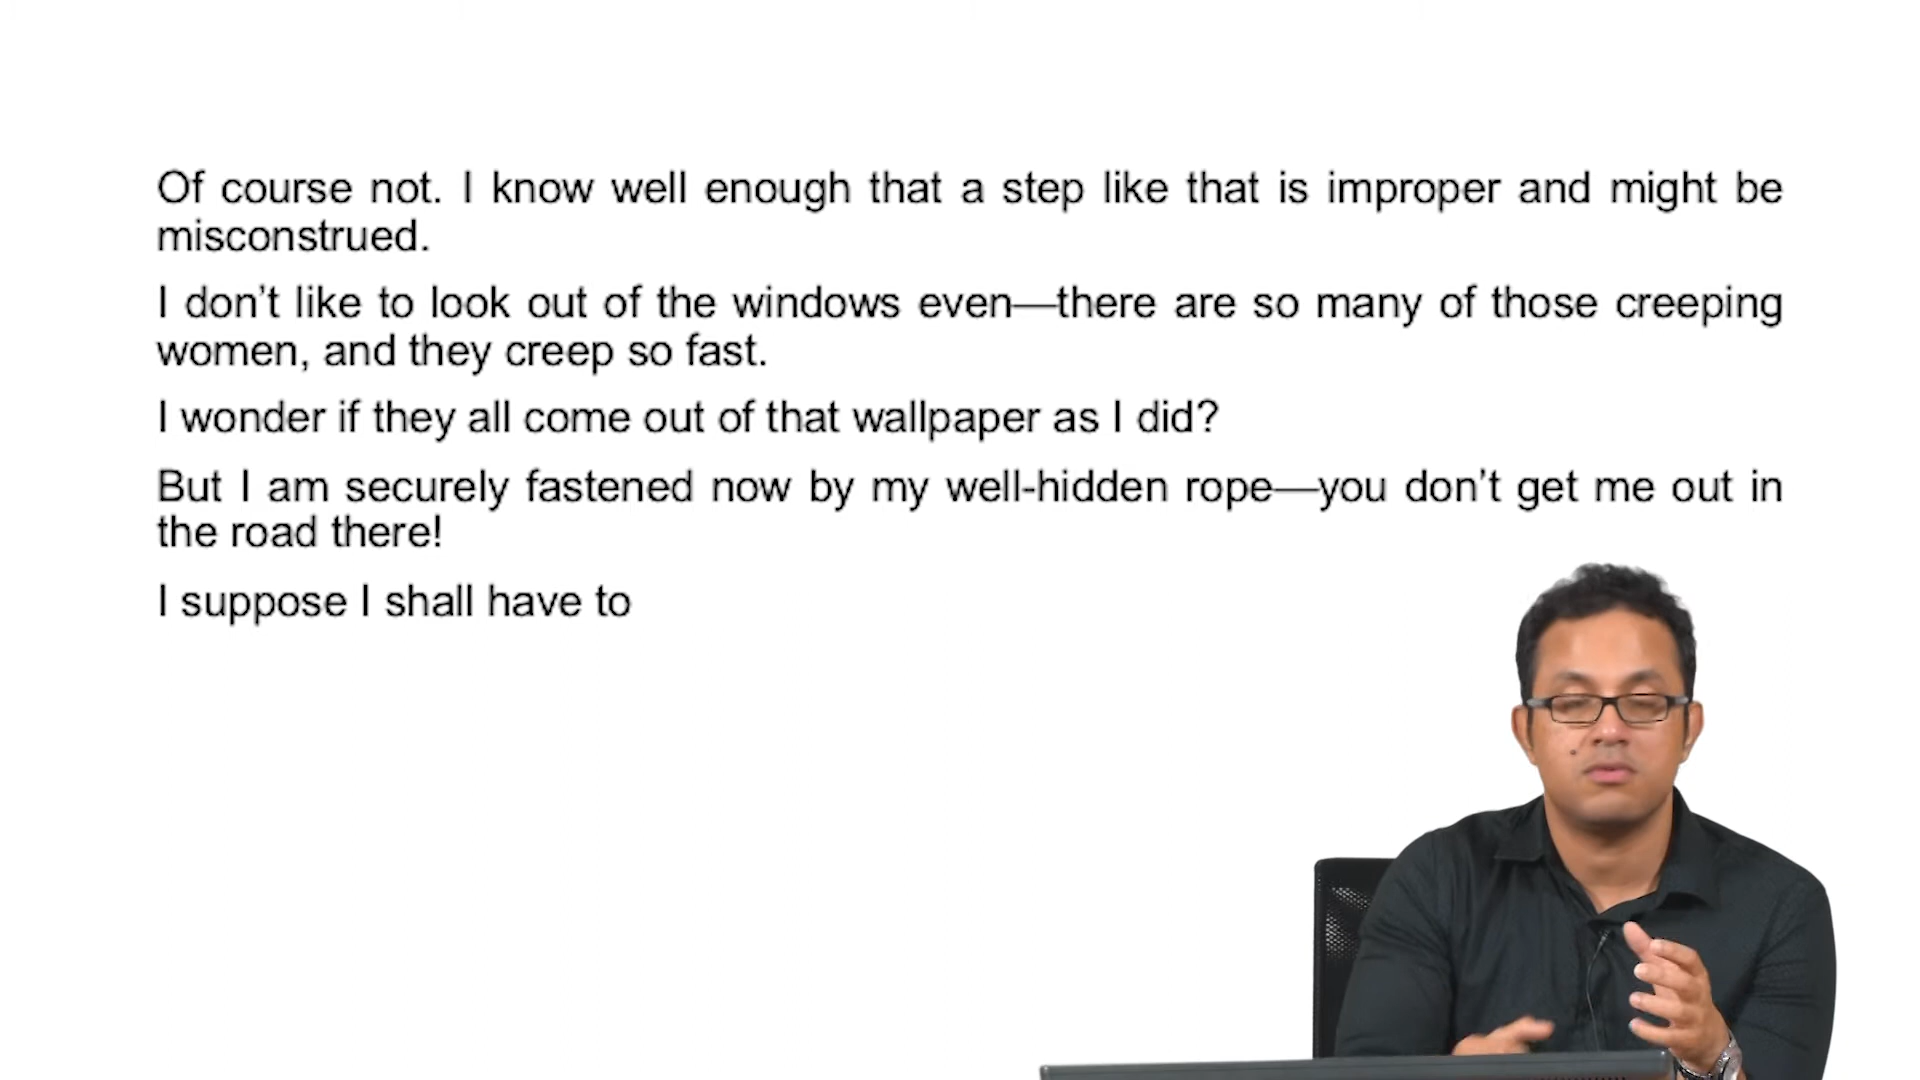 Of course not. I know well enough that a step like that is improper and might be
misconstrued.
I don’t like to look out of the windows even—there are so many of those creeping
women, and they creep so fast.
I wonder if they all come out of that wallpaper as I did?
But I am securely fastened now by my well-hidden rope—you don’t get me out in
the road there!
I suppose I shall have to